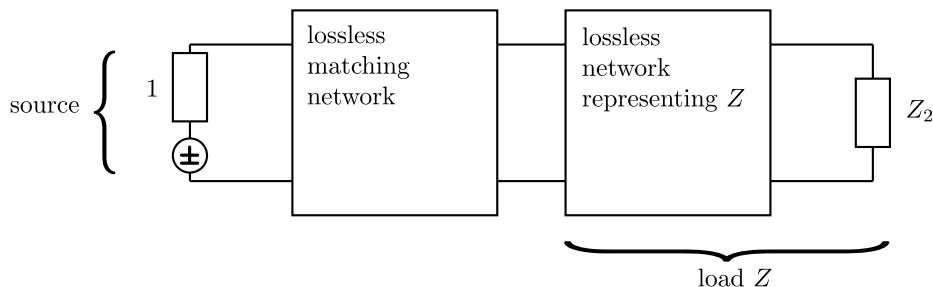 source
1
±
lossless
matching
network
lossless
network
representing Z
Z₂
load Z